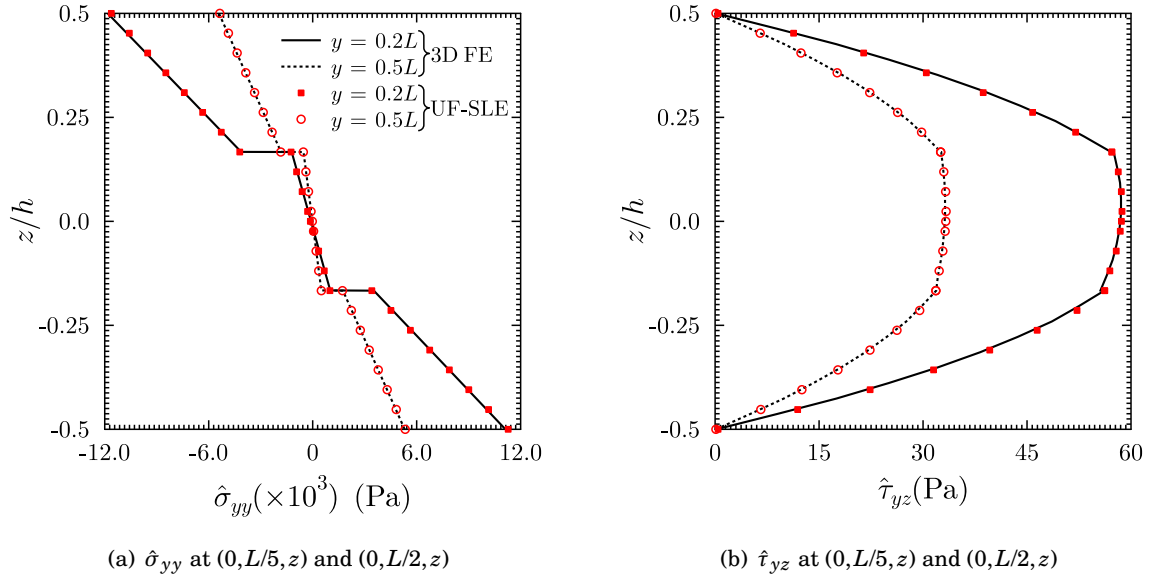 0.5
0.25
0.0
-0.25
-0.5
z/h
-12.0 -6.0 0 6.0 12.0
σ̂yy(×10³) (Pa)
y = 0.2L
y = 0.5L
3D FE
y = 0.2L
y = 0.5L
UF-SLE
(a) σ̂yy at (0,L/5,z) and (0,L/2,z)
0.5
0.25
0.0
-0.25
-0.5
z/h
0 15 30 45 60
τ̂yz(Pa)
(b) τ̂yz at (0,L/5,z) and (0,L/2,z)